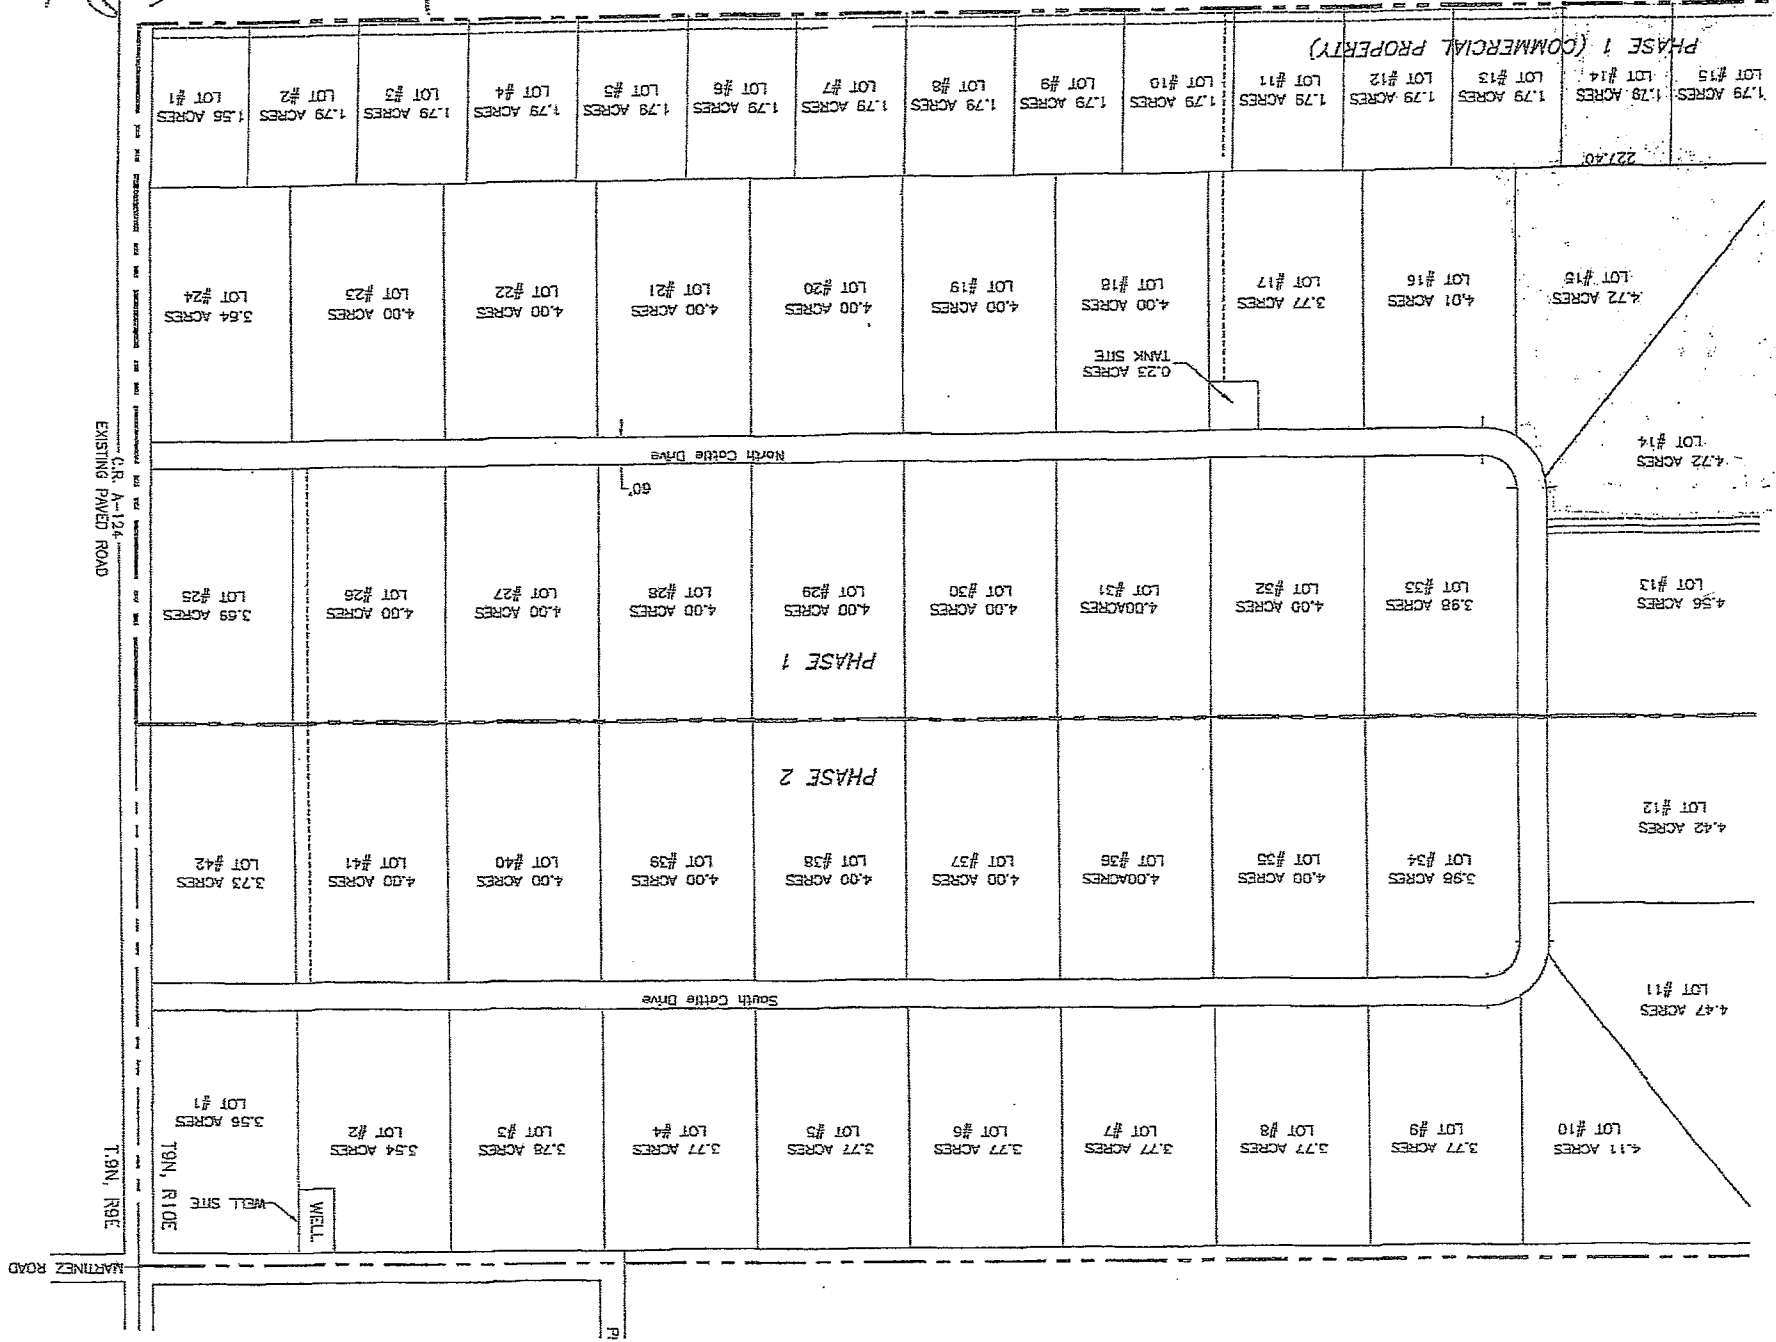 MARTINEZ ROAD
WELL
WELL SITE
T9N, R10E
T.9N, R9E
4.11 ACRES
LOT #10
3.77 ACRES
LOT #9
3.77 ACRES
LOT #8
3.77 ACRES
LOT #7
3.77 ACRES
LOT #6
3.77 ACRES
LOT #5
3.77 ACRES
LOT #4
3.78 ACRES
LOT #3
3.54 ACRES
LOT #2
3.56 ACRES
LOT #1
4.47 ACRES
LOT #11
South Cattle Drive
4.42 ACRES
LOT #12
3.98 ACRES
LOT #34
4.00 ACRES
LOT #35
4.00ACRES
LOT #36
4.00 ACRES
LOT #37
4.00 ACRES
LOT #38
4.00 ACRES
LOT #39
4.00 ACRES
LOT #40
4.00 ACRES
LOT #41
3.73 ACRES
LOT #42
PHASE 2
PHASE 1
4.56 ACRES
LOT #13
3.98 ACRES
LOT #33
4.00 ACRES
LOT #32
4.00ACRES
LOT #31
4.00 ACRES
LOT #30
4.00 ACRES
LOT #29
4.00 ACRES
LOT #28
4.00 ACRES
LOT #27
4.00 ACRES
LOT #26
3.69 ACRES
LOT #25
C.R. A-124
EXISTING PAVED ROAD
60'
North Cattle Drive
4.72 ACRES
LOT #14
0.23 ACRES
TANK SITE
4.72 ACRES
LOT #15
4.01 ACRES
LOT #16
3.77 ACRES
LOT #17
4.00 ACRES
LOT #18
4.00 ACRES
LOT #19
4.00 ACRES
LOT #20
4.00 ACRES
LOT #21
4.00 ACRES
LOT #22
4.00 ACRES
LOT #23
3.64 ACRES
LOT #24
227.40'
1.79 ACRES
LOT #15
1.79 ACRES
LOT #14
1.79 ACRES
LOT #13
1.79 ACRES
LOT #12
1.79 ACRES
LOT #11
1.79 ACRES
LOT #10
1.79 ACRES
LOT #9
1.79 ACRES
LOT #8
1.79 ACRES
LOT #7
1.79 ACRES
LOT #6
1.79 ACRES
LOT #5
1.79 ACRES
LOT #4
1.79 ACRES
LOT #3
1.79 ACRES
LOT #2
1.56 ACRES
LOT #1
PHASE 1 (COMMERCIAL PROPERTY)